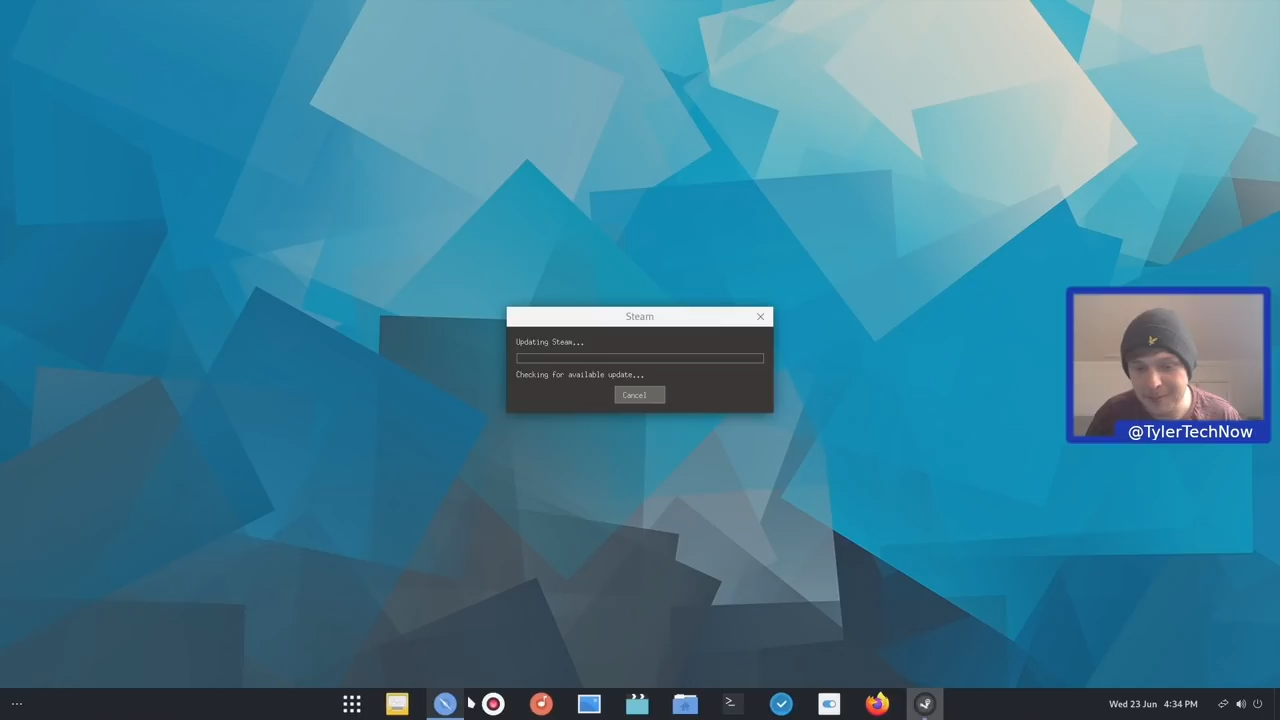 Steam
Updating Steam...
Checking for available update...
Cancel
@TylerTechNow
Wed 23 Jun 4:34 PM